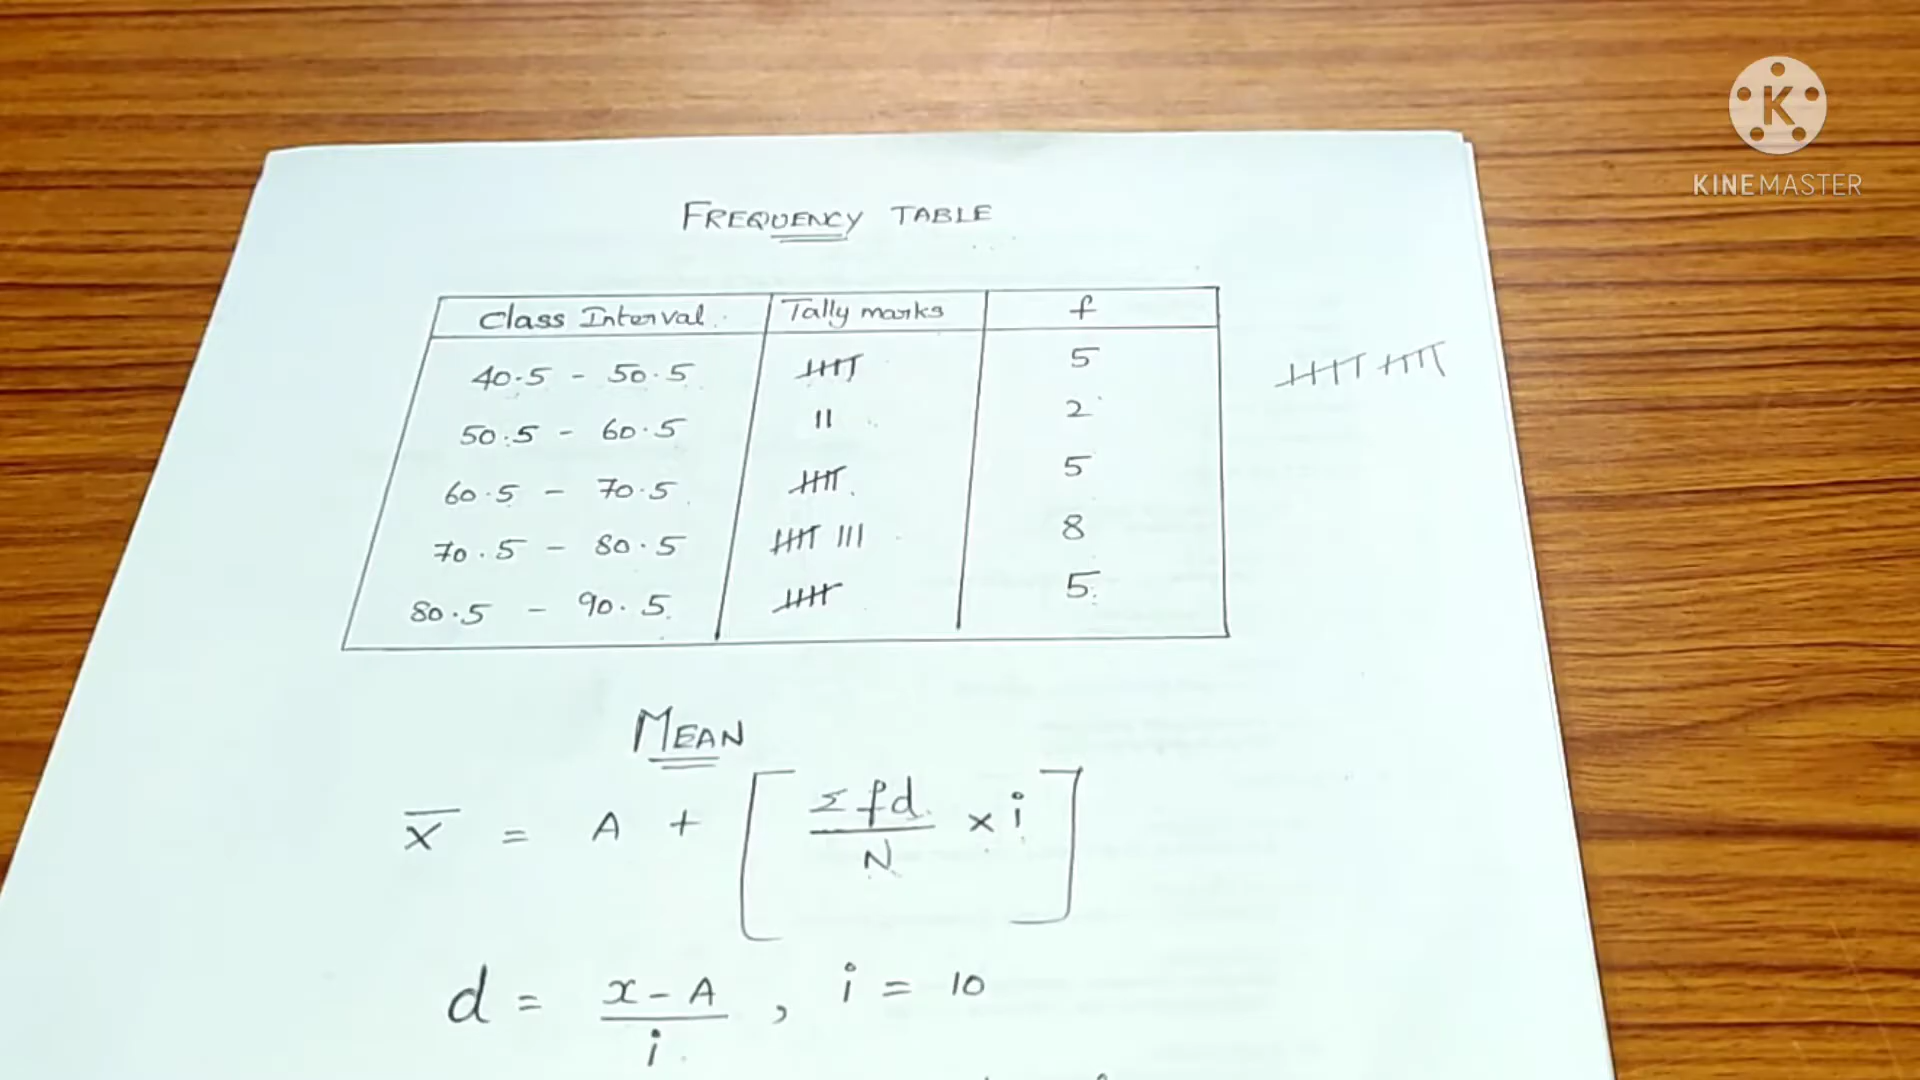 K
KINEMASTER
FREQUENCY TABLE
Class Interval Tally marks f
40.5 - 50.5 5
50.5 - 60.5 || 2
60.5 - 70.5 5
70.5 - 80.5 ||| 8
80.5 - 90.5 5
MEAN
x̄ = A + [ Σfd / N × i ]
d = x - A / i , i = 10